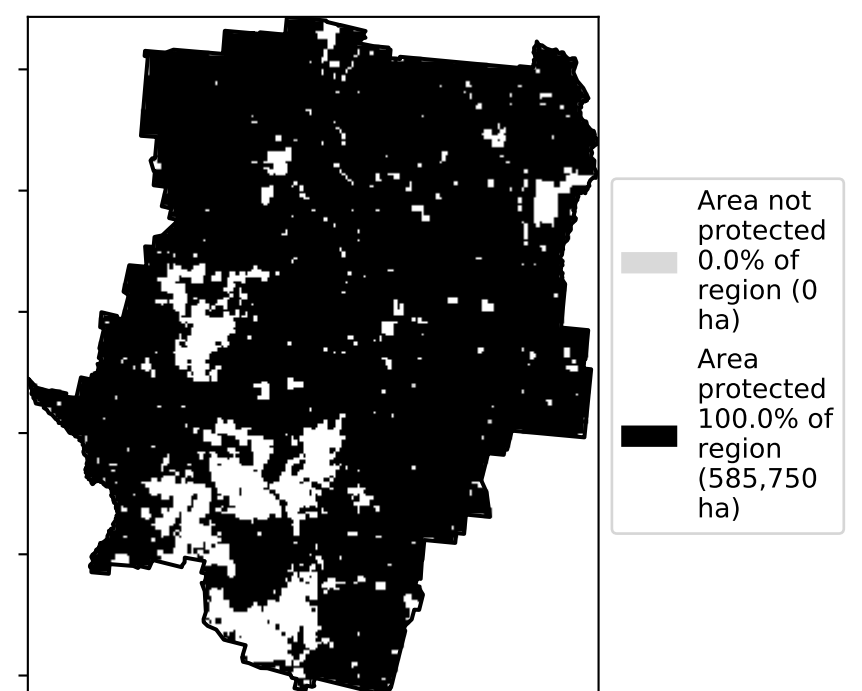 Area not
protected
0.0% of
region (0
ha)
Area
protected
100.0% of
region
(585,750
ha)